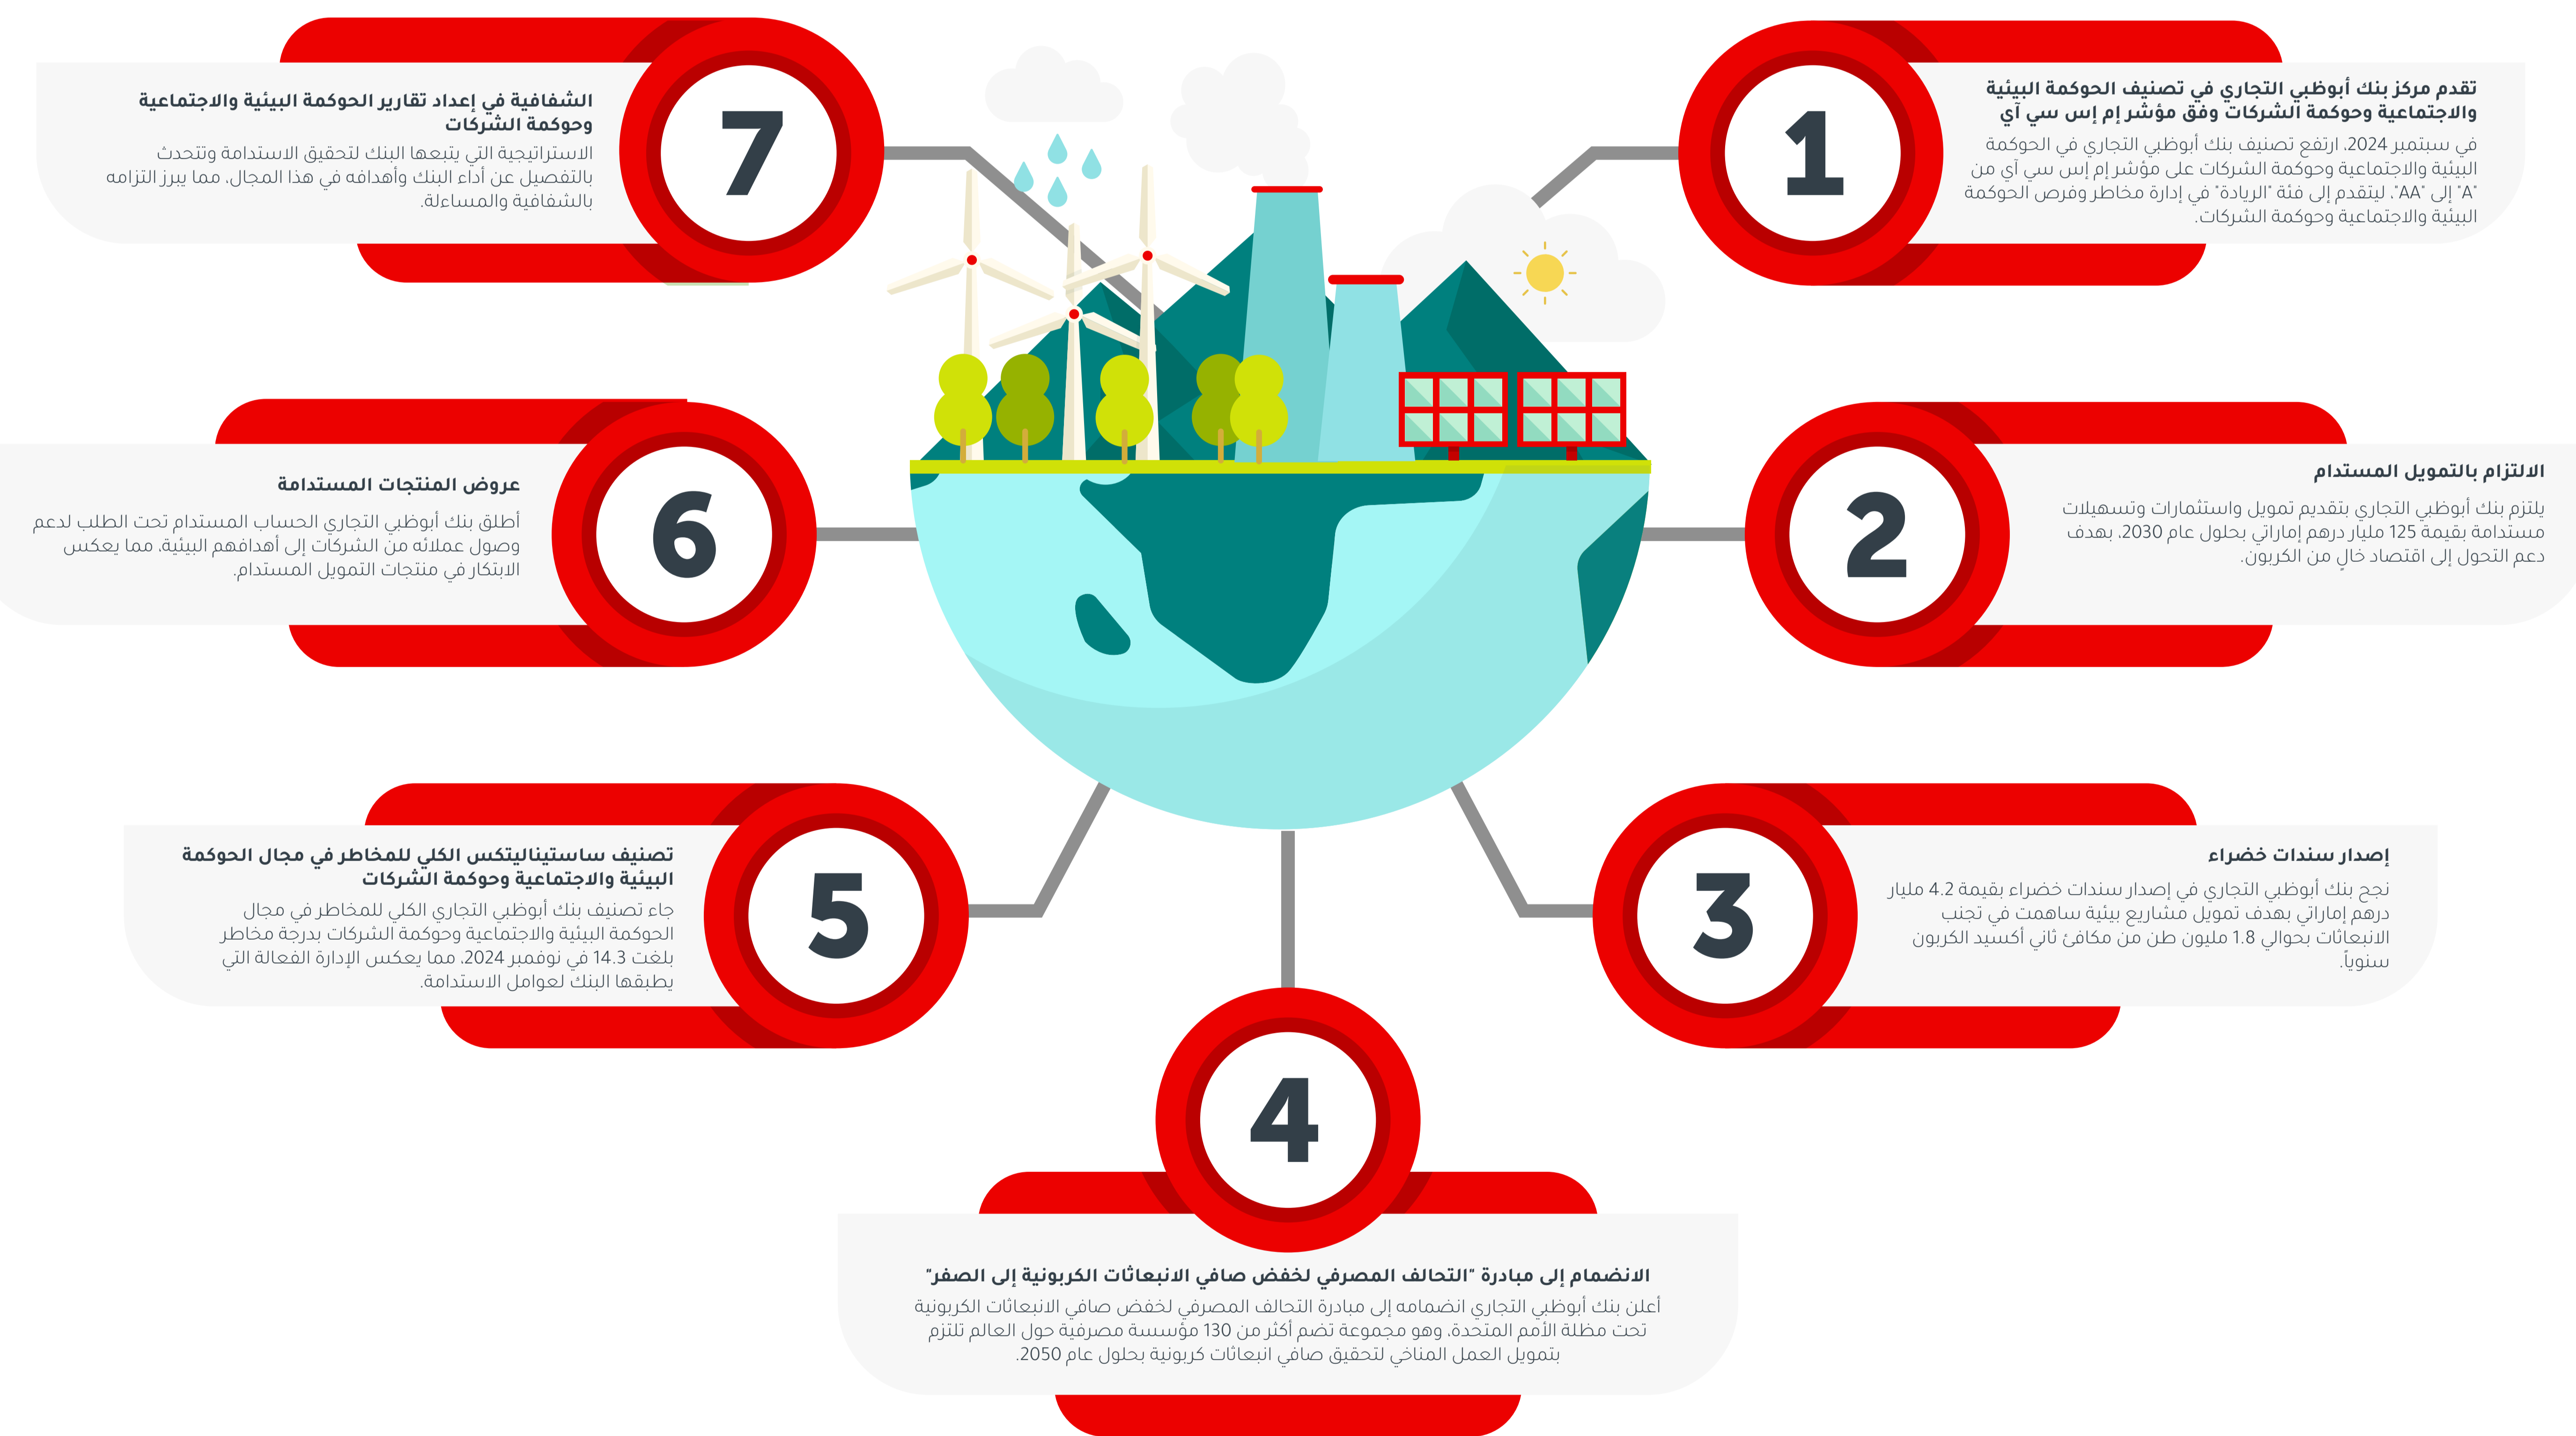 1
تقدم مركز بنك أبوظبي التجاري في تصنيف الحوكمة البيئية
والاجتماعية وحوكمة الشركات وفق مؤشر إم إس سي آي
في سبتمبر 2024، ارتفع تصنيف بنك أبوظبي التجاري في الحوكمة
البيئية والاجتماعية وحوكمة الشركات على مؤشر إم إس سي آي من
"A" إلى "AA"، ليتقدم إلى فئة "الريادة" في إدارة مخاطر وفرص الحوكمة
البيئية والاجتماعية وحوكمة الشركات.
2
الالتزام بالتمويل المستدام
يلتزم بنك أبوظبي التجاري بتقديم تمويل واستثمارات وتسهيلات
مستدامة بقيمة 125 مليار درهم إماراتي بحلول عام 2030، بهدف
دعم التحول إلى اقتصاد خالٍ من الكربون.
3
إصدار سندات خضراء
نجح بنك أبوظبي التجاري في إصدار سندات خضراء بقيمة 4.2 مليار
درهم إماراتي بهدف تمويل مشاريع بيئية ساهمت في تجنب
الانبعاثات بحوالي 1.8 مليون طن من مكافئ ثاني أكسيد الكربون
سنوياً.
4
الانضمام إلى مبادرة "التحالف المصرفي لخفض صافي الانبعاثات الكربونية إلى الصفر"
أعلن بنك أبوظبي التجاري انضمامه إلى مبادرة التحالف المصرفي لخفض صافي الانبعاثات الكربونية
تحت مظلة الأمم المتحدة، وهو مجموعة تضم أكثر من 130 مؤسسة مصرفية حول العالم تلتزم
بتمويل العمل المناخي لتحقيق صافي انبعاثات كربونية بحلول عام 2050.
5
تصنيف ساستيناليتكس الكلي للمخاطر في مجال الحوكمة
البيئية والاجتماعية وحوكمة الشركات
جاء تصنيف بنك أبوظبي التجاري الكلي للمخاطر في مجال
الحوكمة البيئية والاجتماعية وحوكمة الشركات بدرجة مخاطر
بلغت 14.3 في نوفمبر 2024، مما يعكس الإدارة الفعالة التي
يطبقها البنك لعوامل الاستدامة.
6
عروض المنتجات المستدامة
أطلق بنك أبوظبي التجاري الحساب المستدام تحت الطلب لدعم
وصول عملائه من الشركات إلى أهدافهم البيئية، مما يعكس
الابتكار في منتجات التمويل المستدام.
7
الشفافية في إعداد تقارير الحوكمة البيئية والاجتماعية
وحوكمة الشركات
الاستراتيجية التي يتبعها البنك لتحقيق الاستدامة وتتحدث
بالتفصيل عن أداء البنك وأهدافه في هذا المجال، مما يبرز التزامه
بالشفافية والمساءلة.